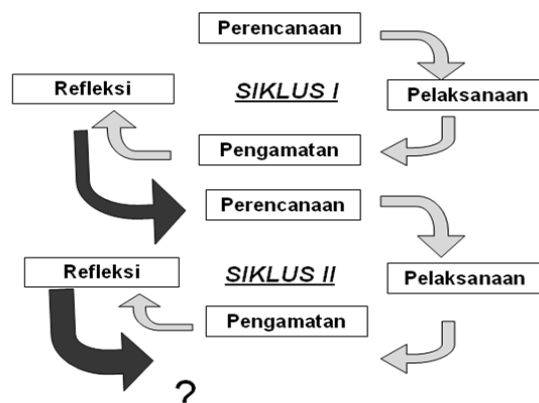 Perencanaan
Refleksi
SIKLUS I
Pelaksanaan
Pengamatan
Perencanaan
Refleksi
SIKLUS II
Pelaksanaan
Pengamatan
?